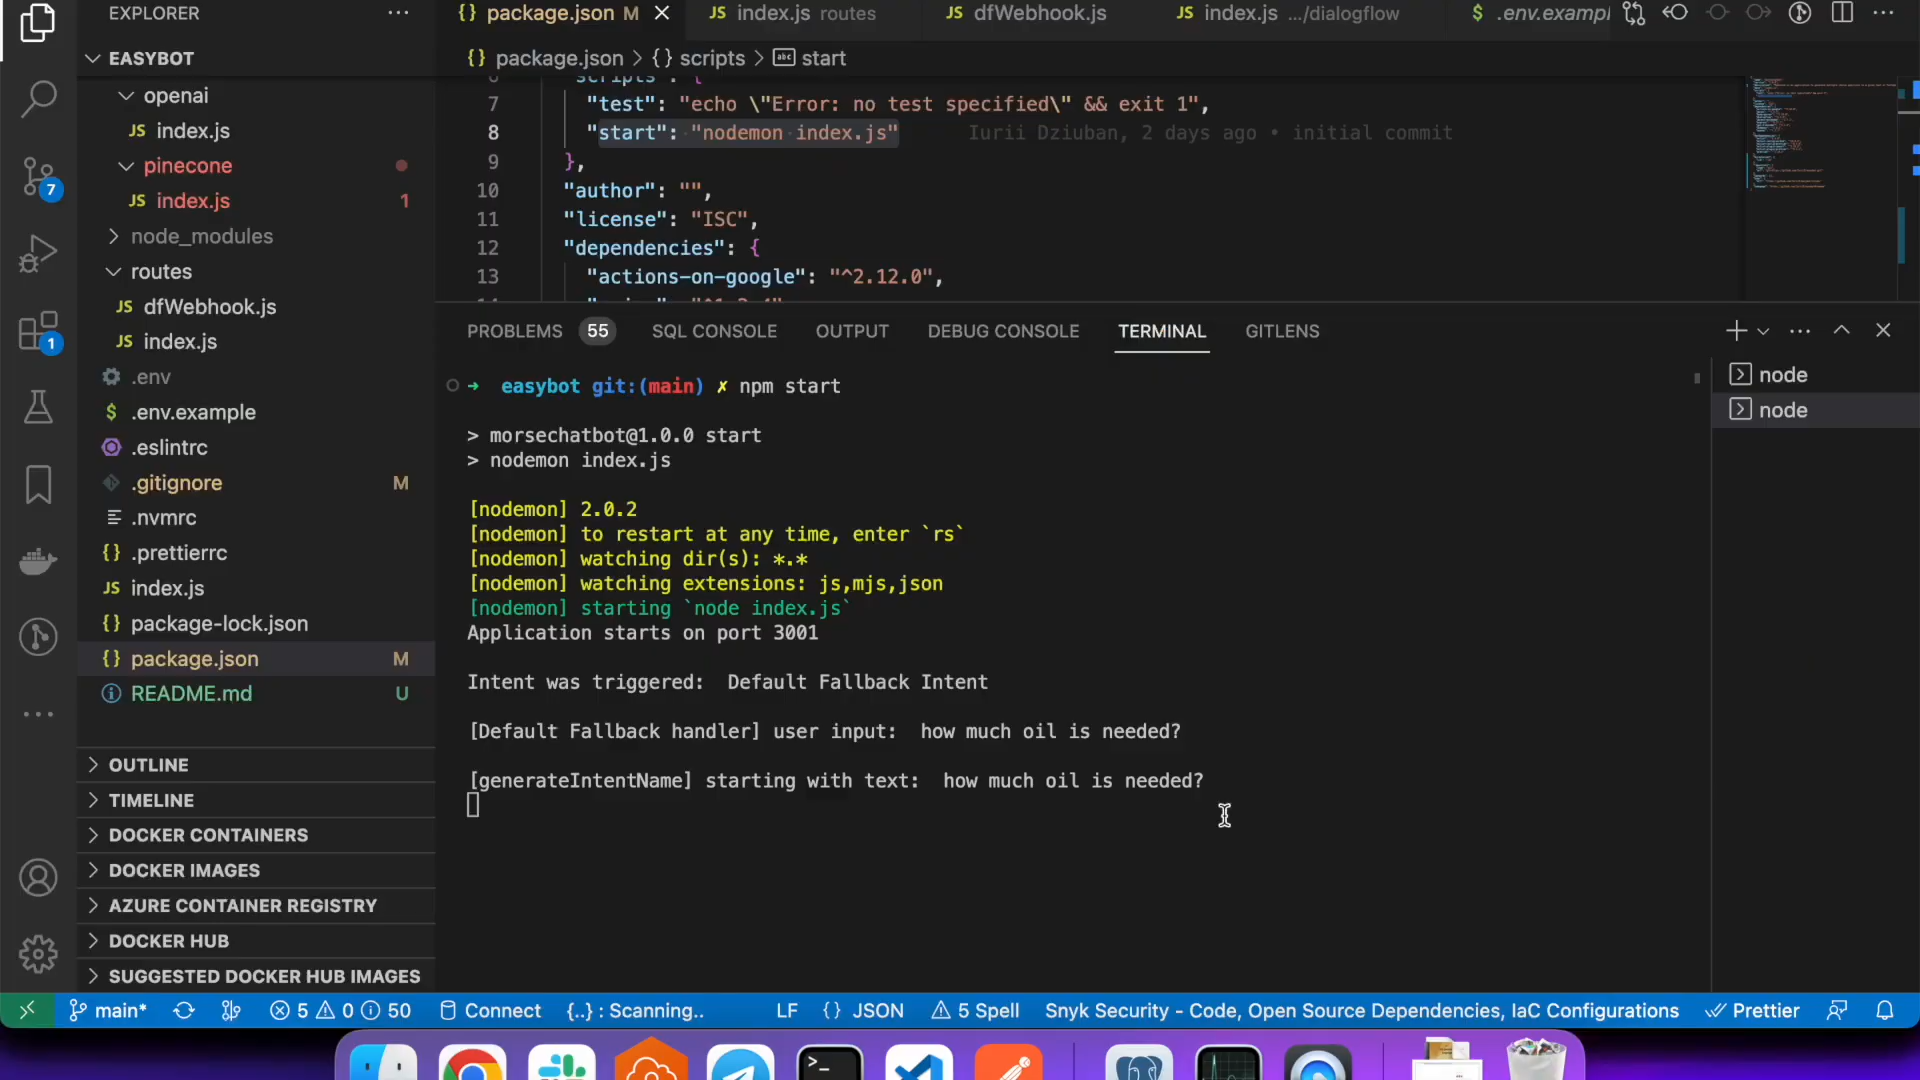 EXPLORER
EASYBOT
openai
JS index.js
pinecone
JS index.js 1
node_modules
routes
JS dfWebhook.js
JS index.js
.env
$ .env.example
.eslintrc
.gitignore M
.nvmrc
{} .prettierrc
JS index.js
{} package-lock.json
{} package.json M
README.md U
OUTLINE
TIMELINE
DOCKER CONTAINERS
DOCKER IMAGES
AZURE CONTAINER REGISTRY
DOCKER HUB
SUGGESTED DOCKER HUB IMAGES
7
1
{} package.json M
JS index.js routes
JS dfWebhook.js
JS index.js .../dialogflow
$ .env.exampl
{} package.json > {} scripts > abc start
6 "scripts": {
7 "test": "echo \"Error: no test specified\" && exit 1",
8 "start": "nodemon index.js" Iurii Dziuban, 2 days ago • initial commit
9 },
10 "author": "",
11 "license": "ISC",
12 "dependencies": {
13 "actions-on-google": "^2.12.0",
PROBLEMS 55 SQL CONSOLE OUTPUT DEBUG CONSOLE TERMINAL GITLENS
node
node
→ easybot git:(main) ✗ npm start
> morsechatbot@1.0.0 start
> nodemon index.js
[nodemon] 2.0.2
[nodemon] to restart at any time, enter `rs`
[nodemon] watching dir(s): *.*
[nodemon] watching extensions: js,mjs,json
[nodemon] starting `node index.js`
Application starts on port 3001
Intent was triggered: Default Fallback Intent
[Default Fallback handler] user input: how much oil is needed?
[generateIntentName] starting with text: how much oil is needed?
main* 5 0 50 Connect {..} : Scanning.. LF {} JSON 5 Spell Snyk Security - Code, Open Source Dependencies, IaC Configurations Prettier